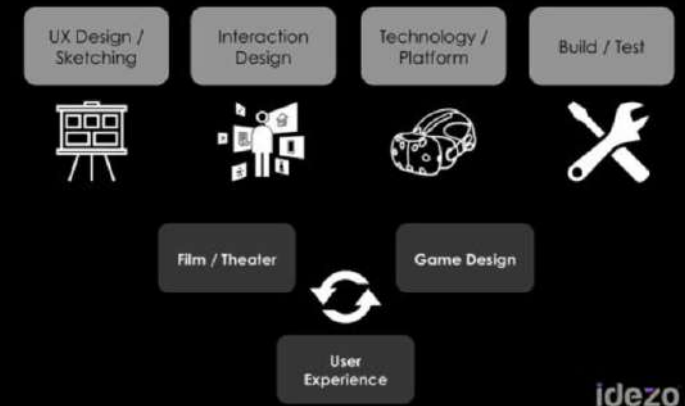 UX Design /
Sketching
Interaction
Design
Technology /
Platform
Build / Test
Film / Theater
Game Design
User
Experience
idezo